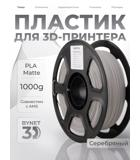 ПЛАСТИК
ДЛЯ 3D-ПРИНТЕРА
PLA
Matte
1000g
Совместим
с AMS
BYNET
3D
Серебряный